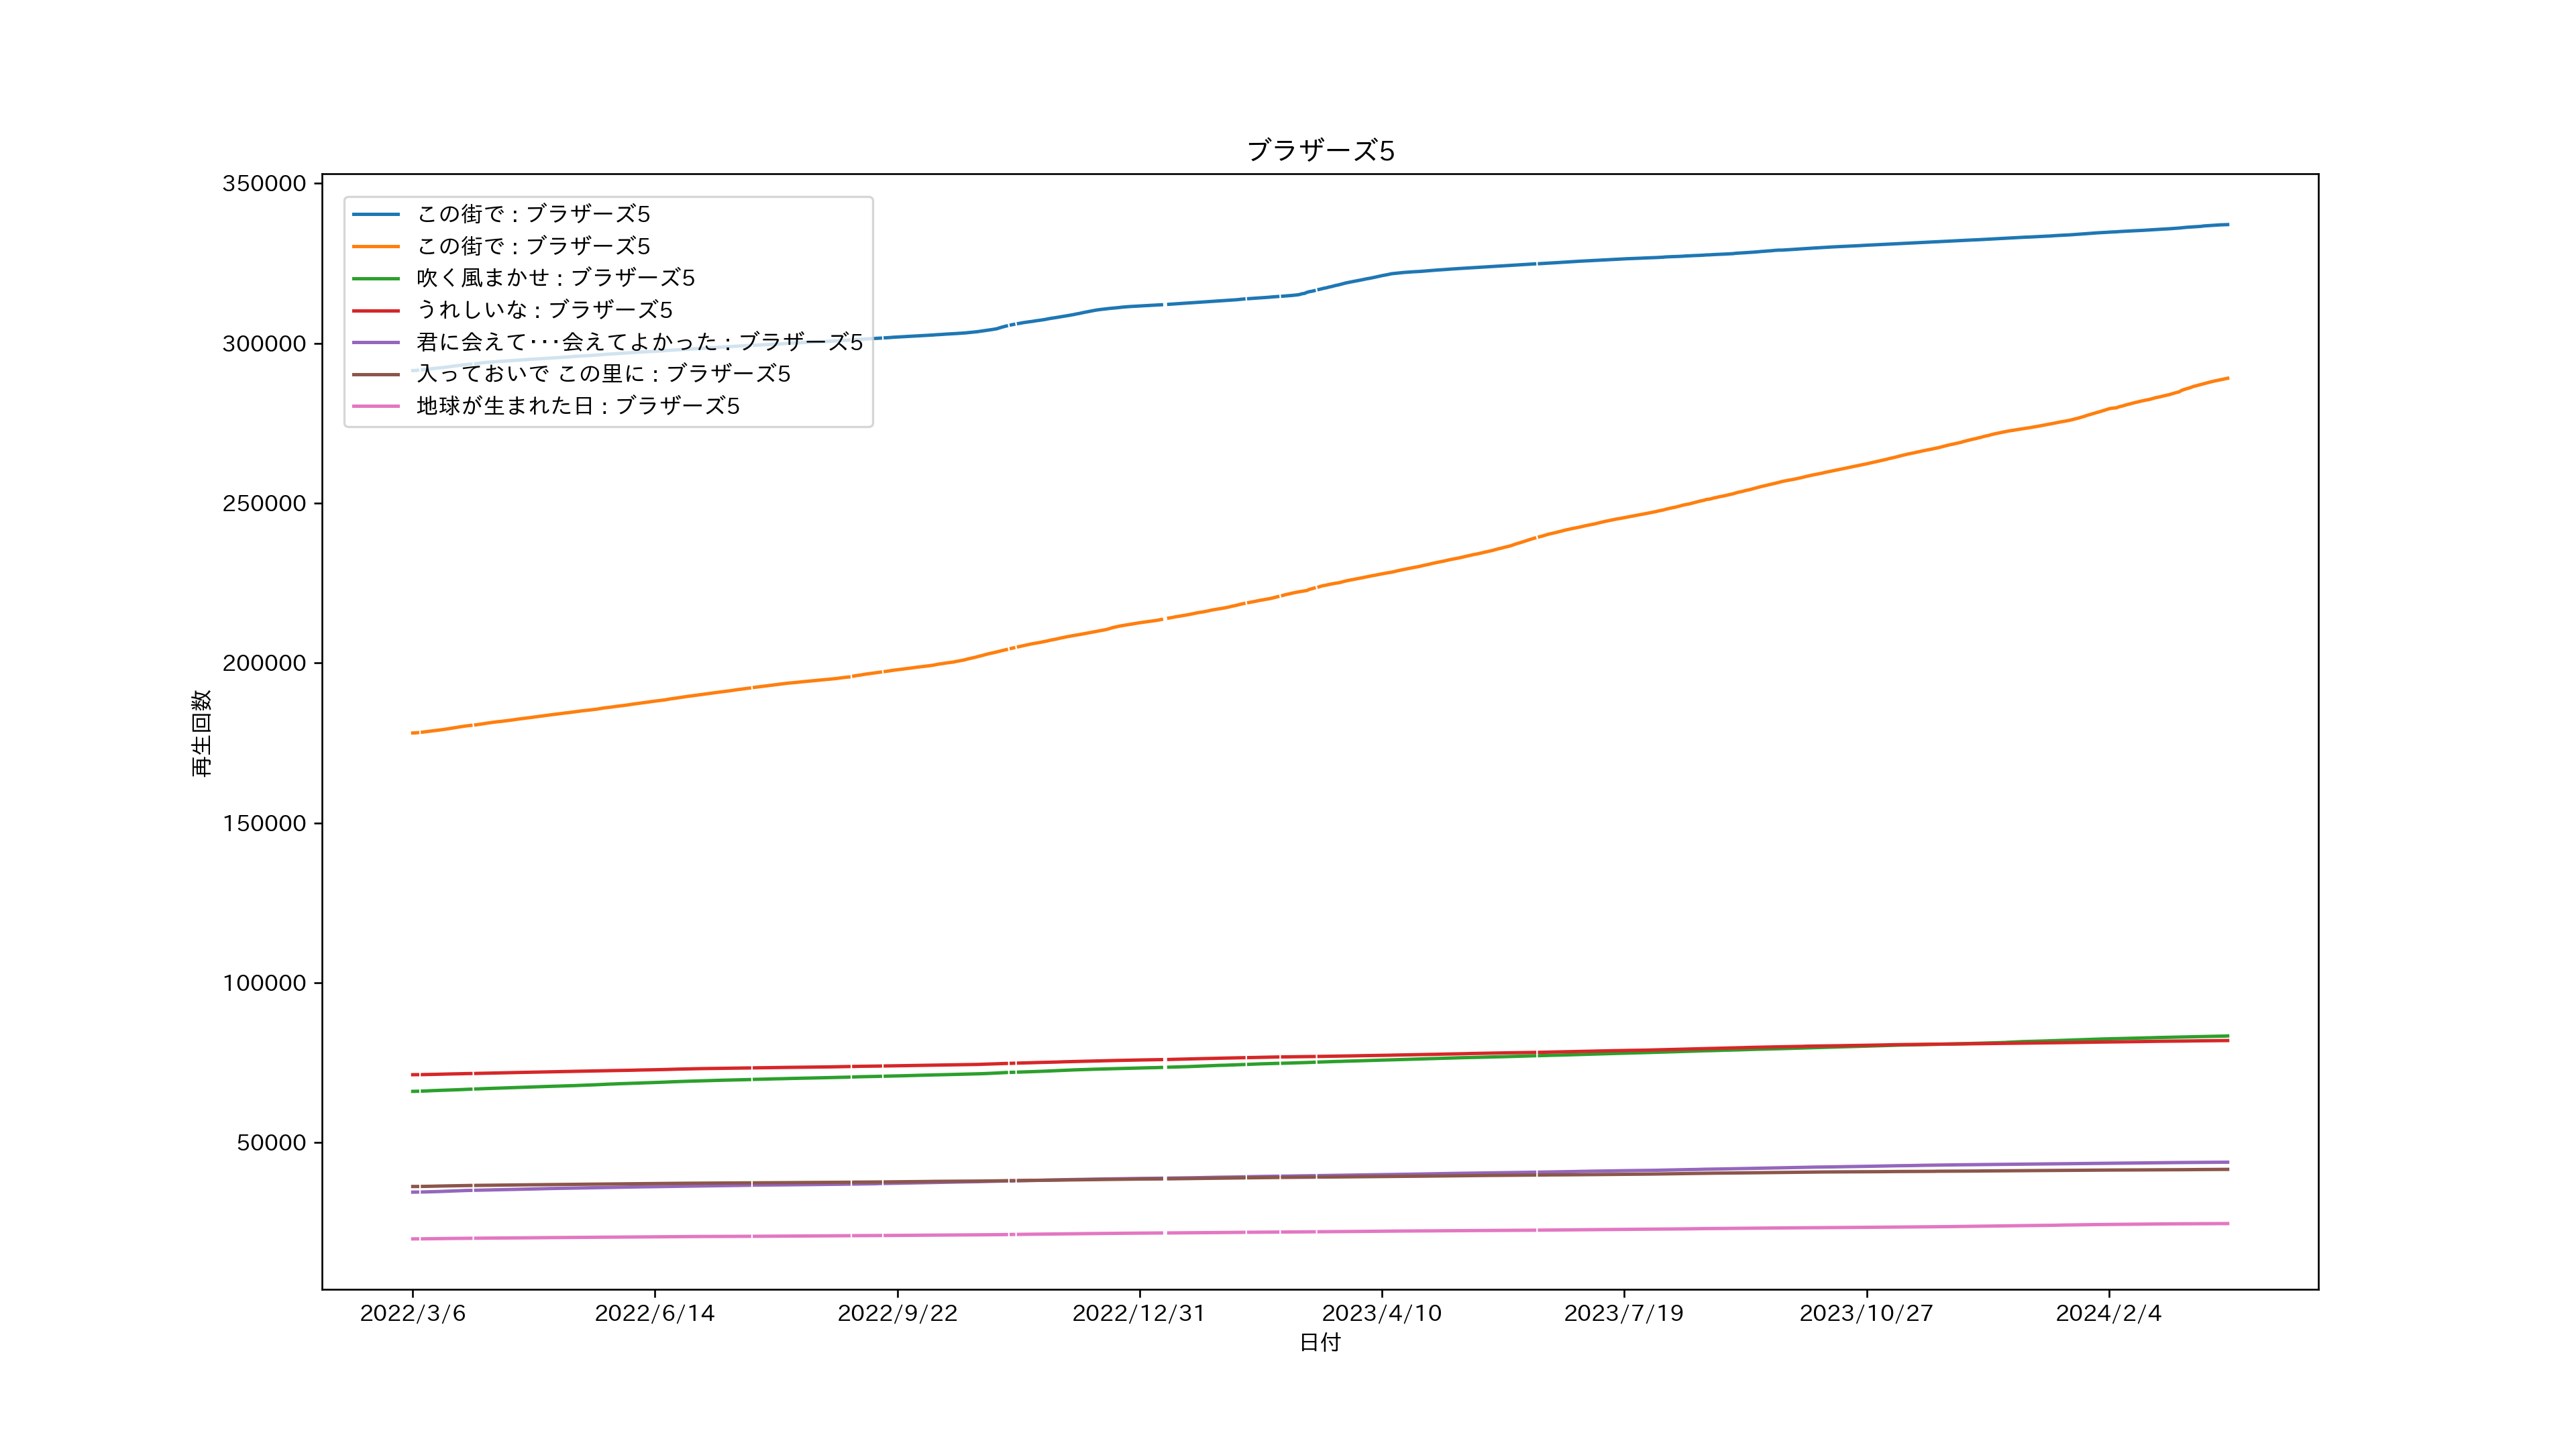 ブラザーズ5
350000
300000
250000
200000
150000
100000
50000
再生回数
この街で : ブラザーズ5
この街で : ブラザーズ5
吹く風まかせ : ブラザーズ5
うれしいな : ブラザーズ5
君に会えて･･･会えてよかった : ブラザーズ5
入っておいで この里に : ブラザーズ5
地球が生まれた日 : ブラザーズ5
2022/3/6 2022/6/14 2022/9/22 2022/12/31 2023/4/10 2023/7/19 2023/10/27 2024/2/4
日付